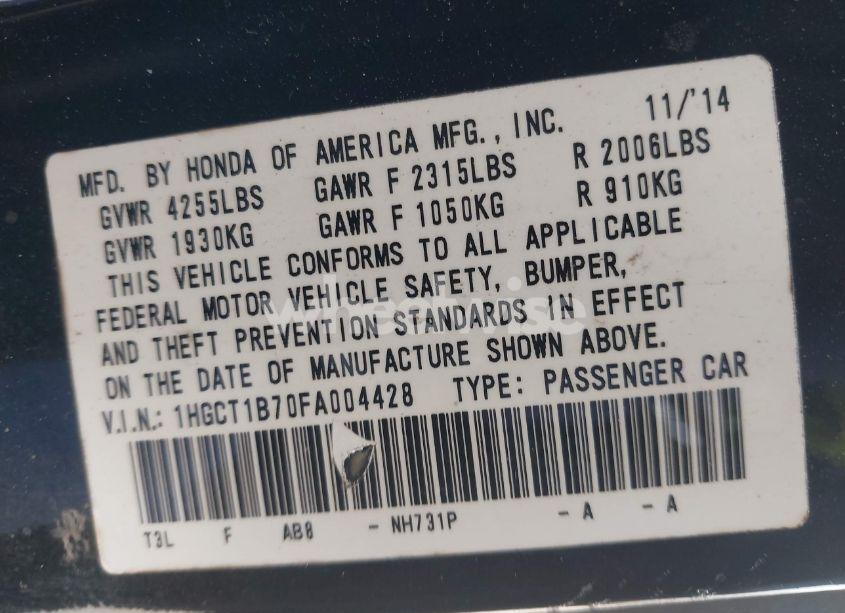 MFD. BY HONDA OF AMERICA MFG., INC. 11/'14
GVWR 4255LBS GAWR F 2315LBS R 2006LBS
GVWR 1930KG GAWR F 1050KG R 910KG
THIS VEHICLE CONFORMS TO ALL APPLICABLE
FEDERAL MOTOR VEHICLE SAFETY, BUMPER,
AND THEFT PREVENTION STANDARDS IN EFFECT
ON THE DATE OF MANUFACTURE SHOWN ABOVE.
V.I.N.: 1HGCT1B70FA004428 TYPE: PASSENGER CAR
T3L F AB8 - NH731P - A - A
wheelwise